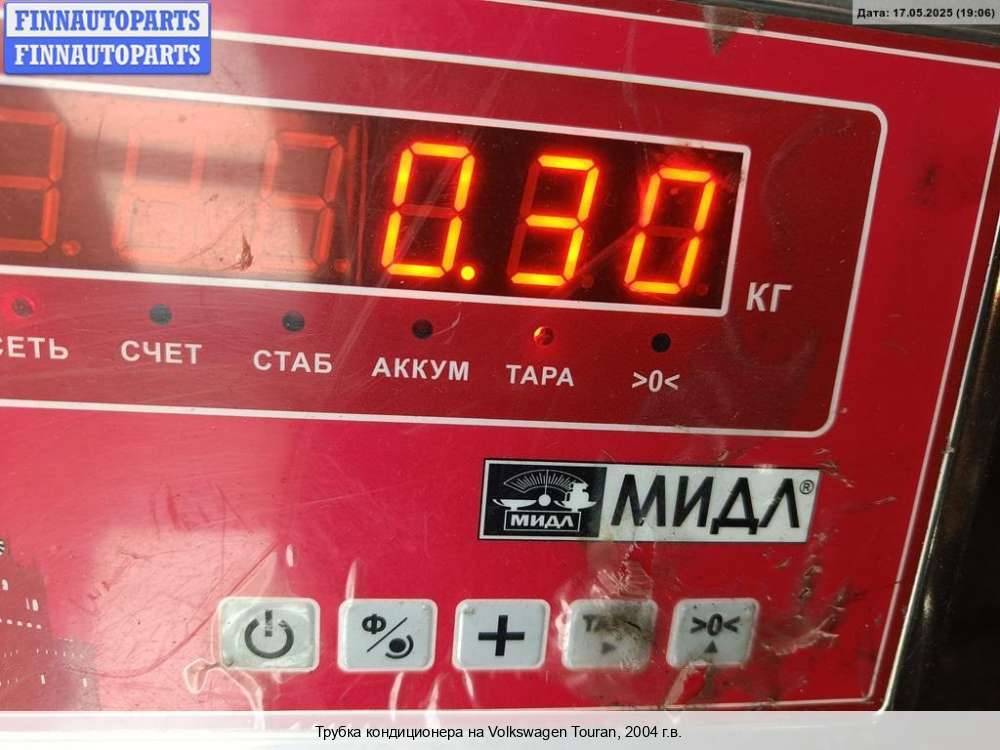 FINNAUTOPARTS
FINNAUTOPARTS
Дата: 17.05.2025 (19:06)
0.30
КГ
СЕТЬ СЧЕТ СТАБ АККУМ ТАРА >0<
МИДЛ МИДЛ®
Ф/ + >0<
Трубка кондиционера на Volkswagen Touran, 2004 г.в.